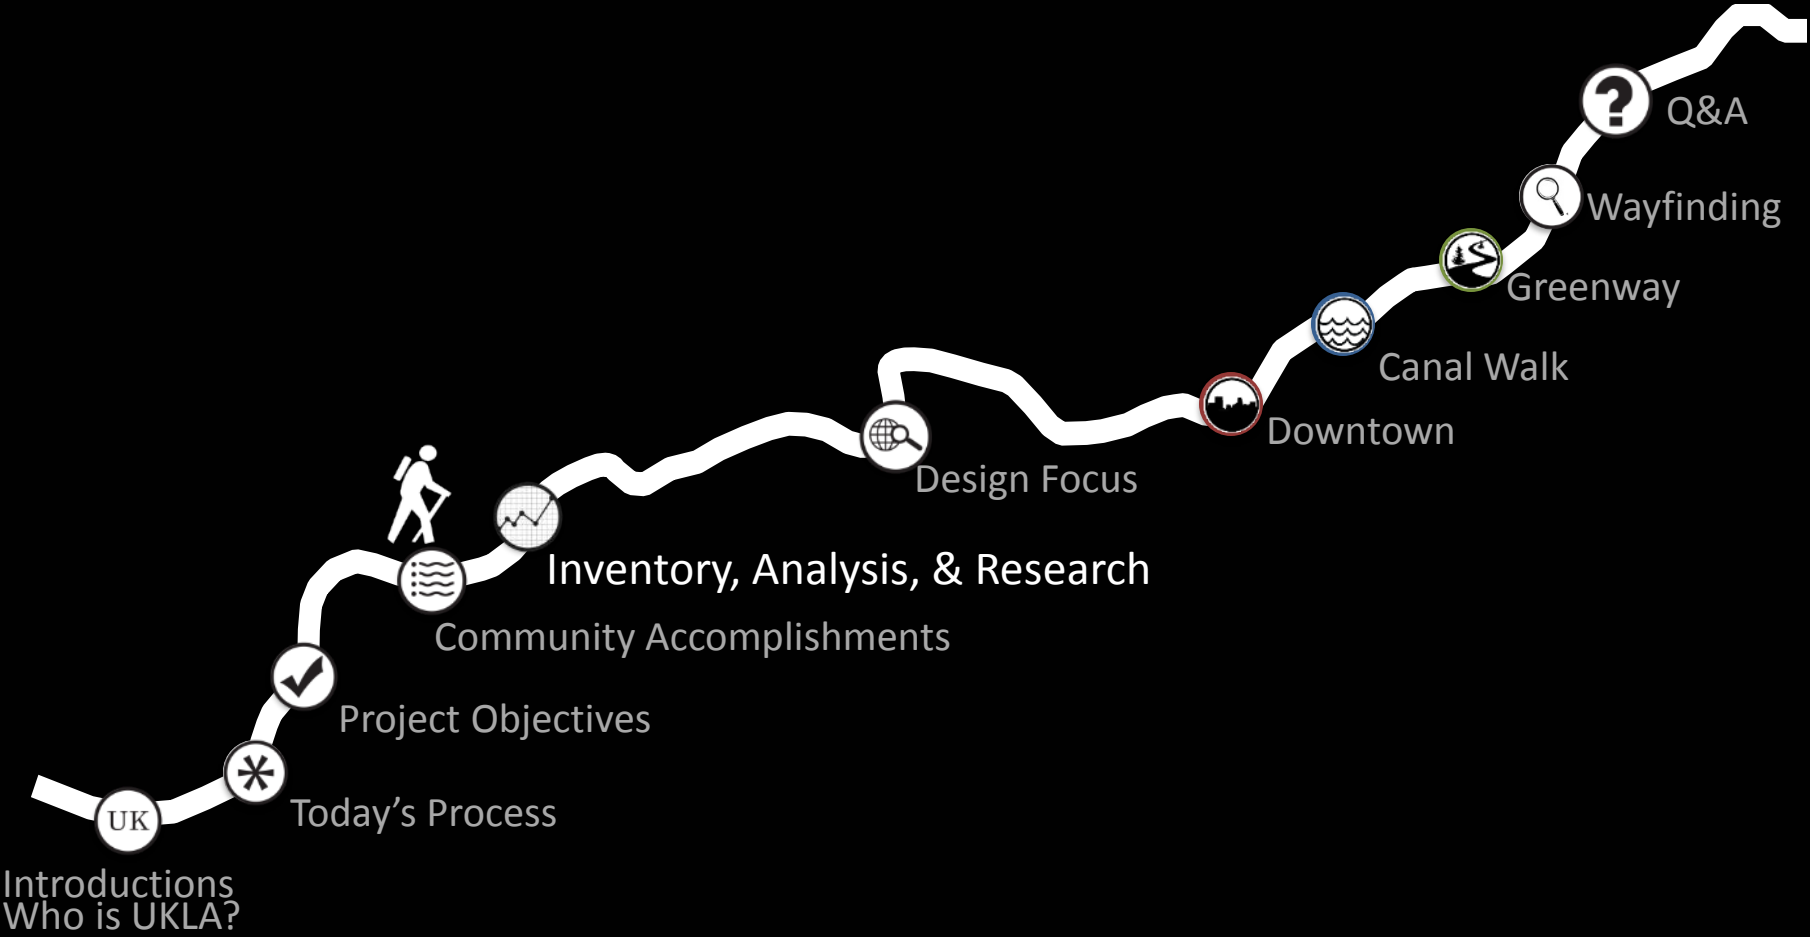 Q&A
Wayfinding
Greenway
Canal Walk
Downtown
Design Focus
Inventory, Analysis, & Research
Community Accomplishments
Project Objectives
Today’s Process
UK
Introductions
Who is UKLA?